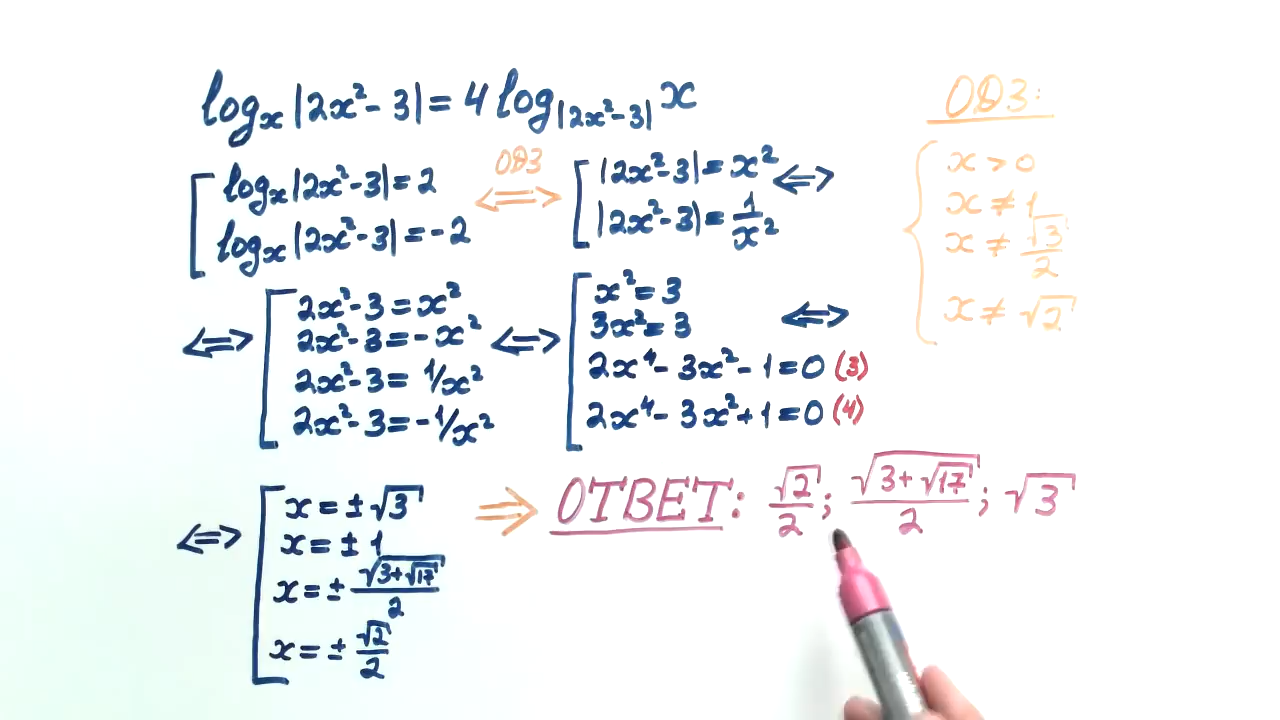 log_x |2x² - 3| = 4 log_|2x²-3| x
ОДЗ:
x > 0
x ≠ 1
x ≠ √3/2
x ≠ √2
[ log_x |2x² - 3| = 2
log_x |2x² - 3| = - 2
ОДЗ
⇔
[ |2x² - 3| = x² ⇔
|2x² - 3| = 1/x²
⇔ [ 2x² - 3 = x²
2x² - 3 = - x²
2x² - 3 = 1/x²
2x² - 3 = - 1/x²
⇔ [ x² = 3
3x² = 3 ⇔
2x⁴ - 3x² - 1 = 0 (3)
2x⁴ - 3x² + 1 = 0 (4)
⇔ [ x = ± √3
x = ± 1
x = ± √(3+√17)/2
x = ± √2/2
⇒ ОТВЕТ: √2/2; √(3+√17)/2; √3